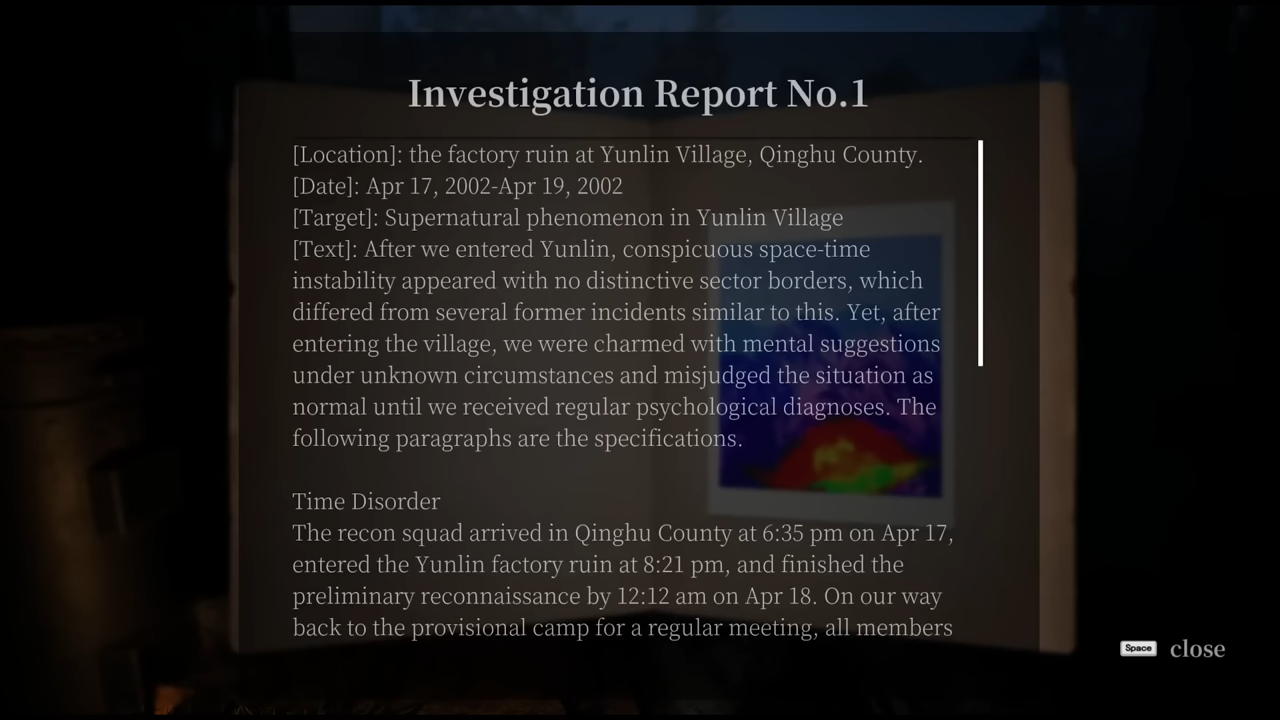 Investigation Report No.1
[Location]: the factory ruin at Yunlin Village, Qinghu County.
[Date]: Apr 17, 2002-Apr 19, 2002
[Target]: Supernatural phenomenon in Yunlin Village
[Text]: After we entered Yunlin, conspicuous space-time
instability appeared with no distinctive sector borders, which
differed from several former incidents similar to this. Yet, after
entering the village, we were charmed with mental suggestions
under unknown circumstances and misjudged the situation as
normal until we received regular psychological diagnoses. The
following paragraphs are the specifications.
Time Disorder
The recon squad arrived in Qinghu County at 6:35 pm on Apr 17,
entered the Yunlin factory ruin at 8:21 pm, and finished the
preliminary reconnaissance by 12:12 am on Apr 18. On our way
back to the provisional camp for a regular meeting, all members
Space close